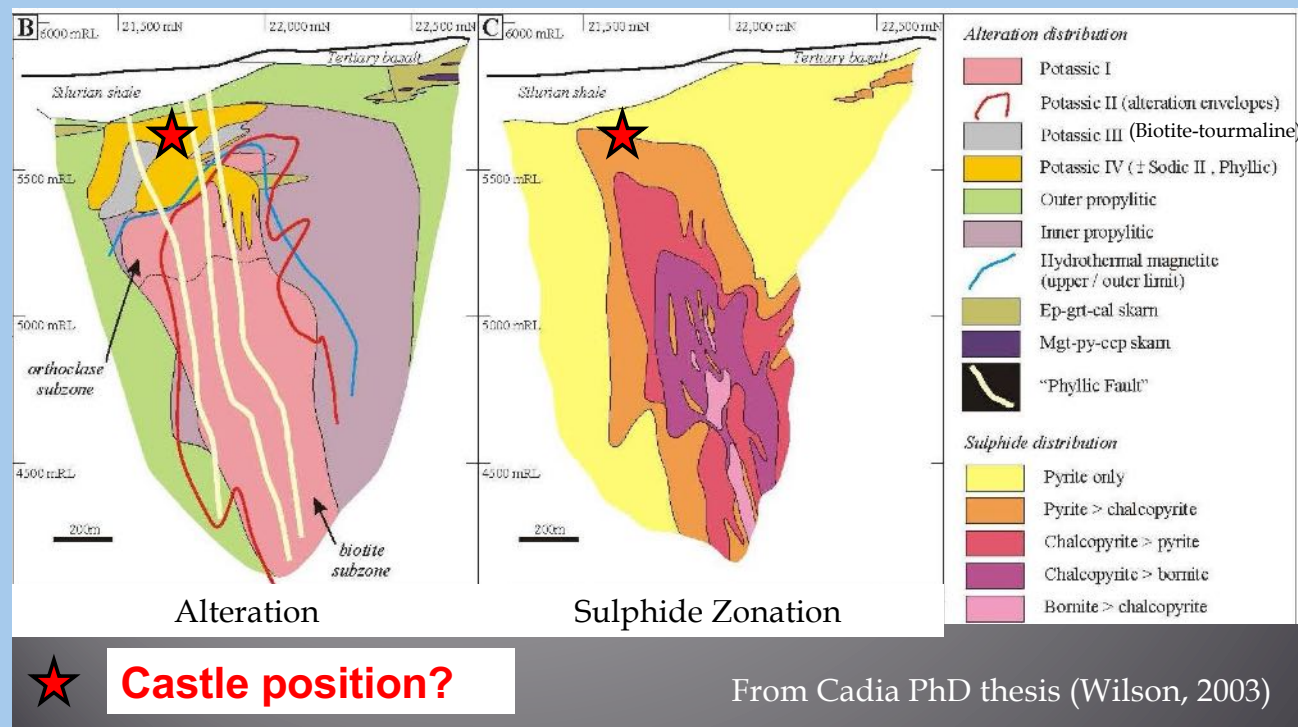 B
6000 mRL
21,500 mN
22,000 mN
22,500 mN
Tertiary basalt
Silurian shale
5500 mRL
5000 mRL
orthoclase
subzone
4500 mRL
200m
biotite
subzone
Alteration
C
6000 mRL
21,500 mN
22,000 mN
22,500 mN
Tertiary basalt
Silurian shale
5500 mRL
5000 mRL
4500 mRL
200m
Sulphide Zonation
Alteration distribution
Potassic I
Potassic II (alteration envelopes)
Potassic III (Biotite-tourmaline)
Potassic IV (± Sodic II , Phyllic)
Outer propylitic
Inner propylitic
Hydrothermal magnetite
(upper / outer limit)
Ep-grt-cal skarn
Mgt-py-ccp skarn
"Phyllic Fault"
Sulphide distribution
Pyrite only
Pyrite > chalcopyrite
Chalcopyrite > pyrite
Chalcopyrite > bornite
Bornite > chalcopyrite
Castle position?
From Cadia PhD thesis (Wilson, 2003)